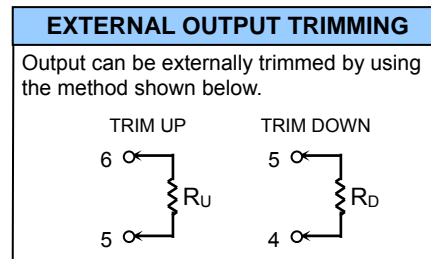 EXTERNAL OUTPUT TRIMMING
Output can be externally trimmed by using
the method shown below.
TRIM UP TRIM DOWN
6 5
RU RD
5 4